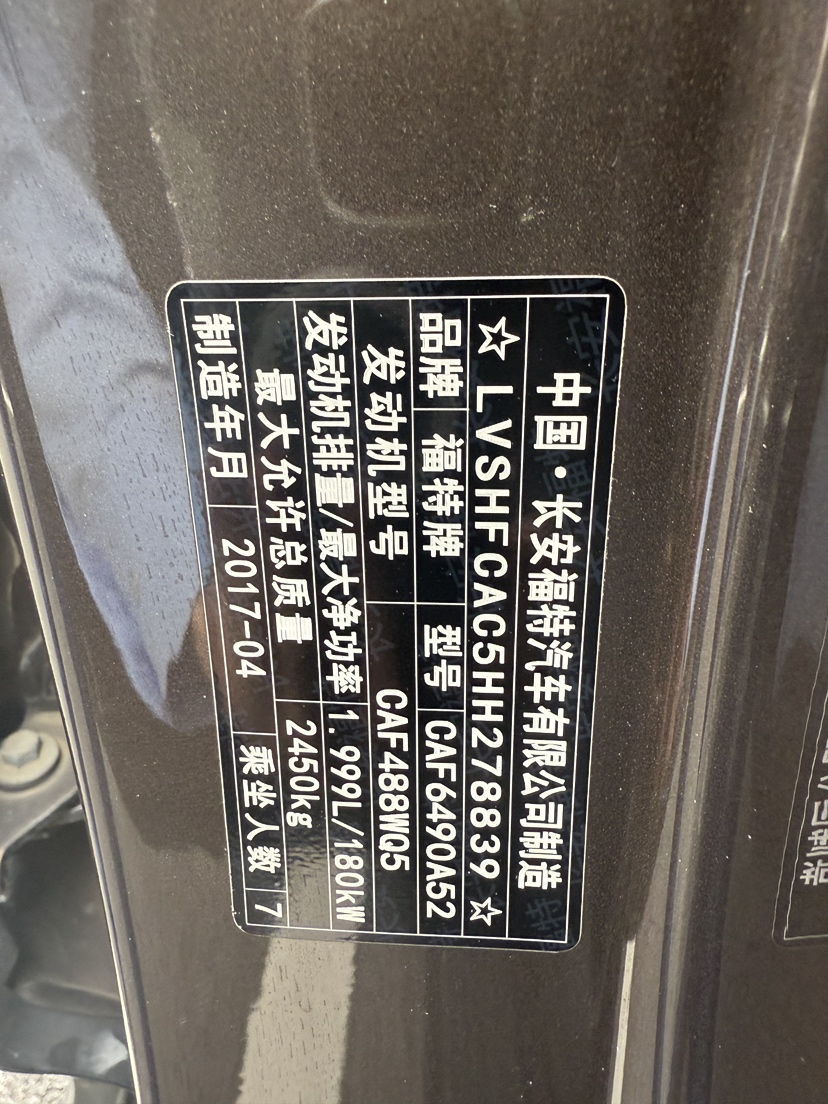 中国·长安福特汽车有限公司制造
☆LVSHFCAC5HH278839☆
品牌 福特牌 型号 CAF6490A52
发动机型号 CAF488WQ5
发动机排量/最大净功率 1.999L/180kW
最大允许总质量 2450kg
制造年月 2017-04 乘坐人数 7